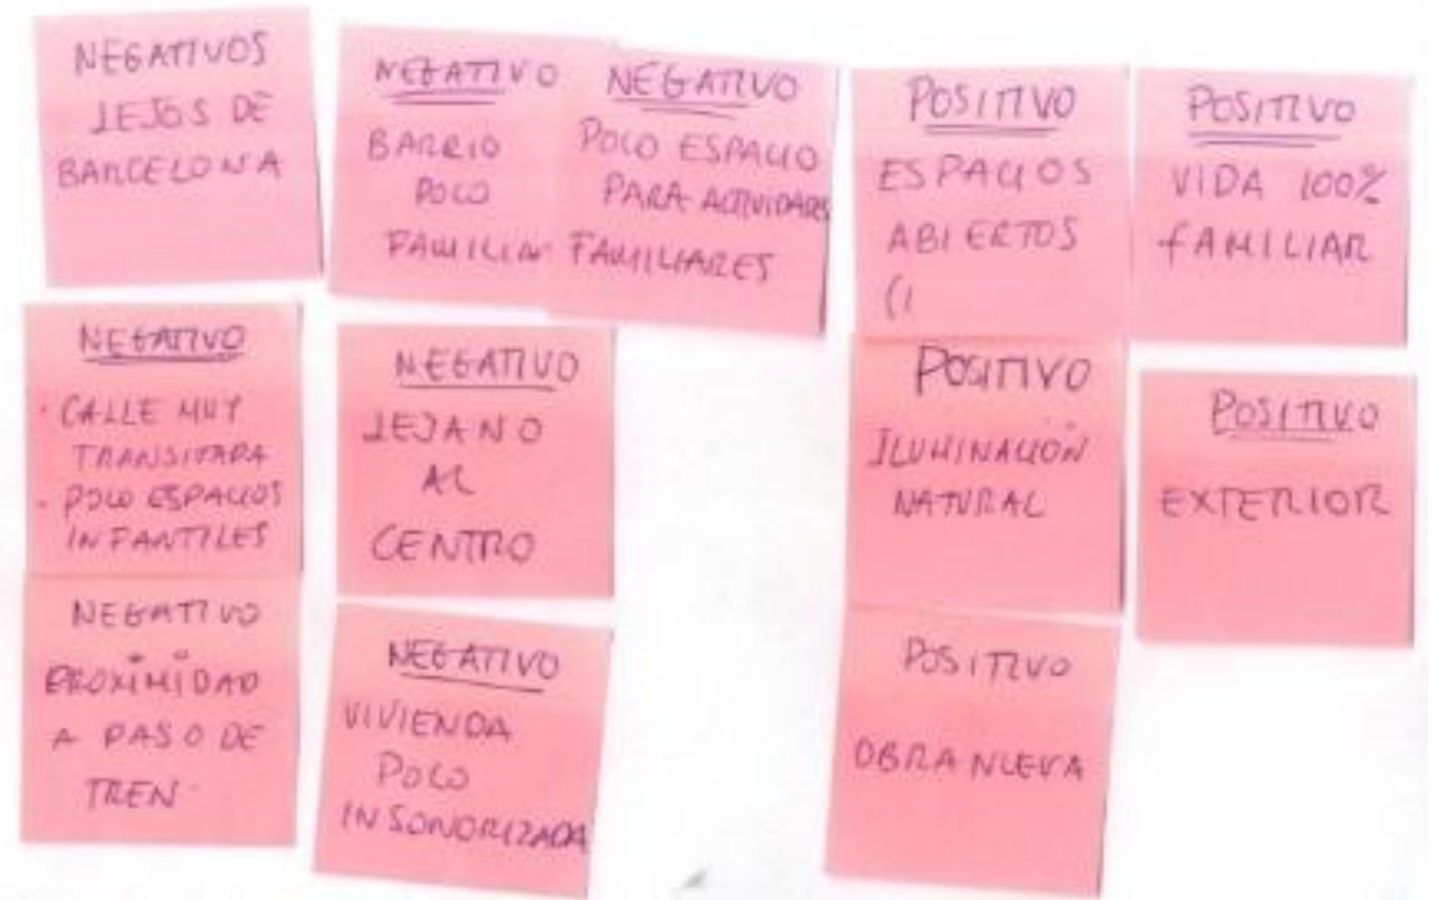 NEGATIVOS
LEJOS DE
BARCELONA
NEGATIVO
BARRIO
POCO
FAMILIAR
NEGATIVO
POCO ESPACIO
PARA ACTIVIDADES
FAMILIARES
POSITIVO
ESPACIOS
ABIERTOS
POSITIVO
VIDA 100%
FAMILIAR
NEGATIVO
· CALLE MUY
TRANSITADA
- POCO ESPACIOS
INFANTILES
NEGATIVO
LEJANO
AL
CENTRO
POSITIVO
ILUMINACIÓN
NATURAL
POSITIVO
EXTERIOR
NEGATIVO
PROXIMIDAD
A PASO DE
TREN
NEGATIVO
VIVIENDA
POCO
INSONORIZADA
POSITIVO
OBRA NUEVA